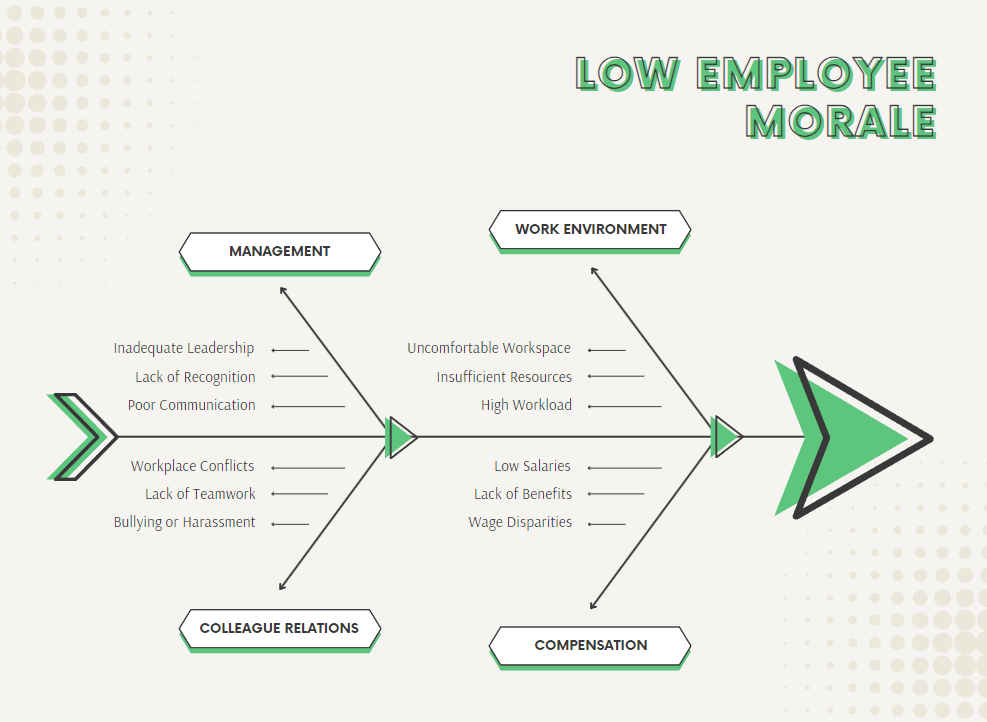 LOW EMPLOYEE
MORALE
MANAGEMENT
WORK ENVIRONMENT
Inadequate Leadership
Lack of Recognition
Poor Communication
Uncomfortable Workspace
Insufficient Resources
High Workload
Workplace Conflicts
Lack of Teamwork
Bullying or Harassment
Low Salaries
Lack of Benefits
Wage Disparities
COLLEAGUE RELATIONS
COMPENSATION